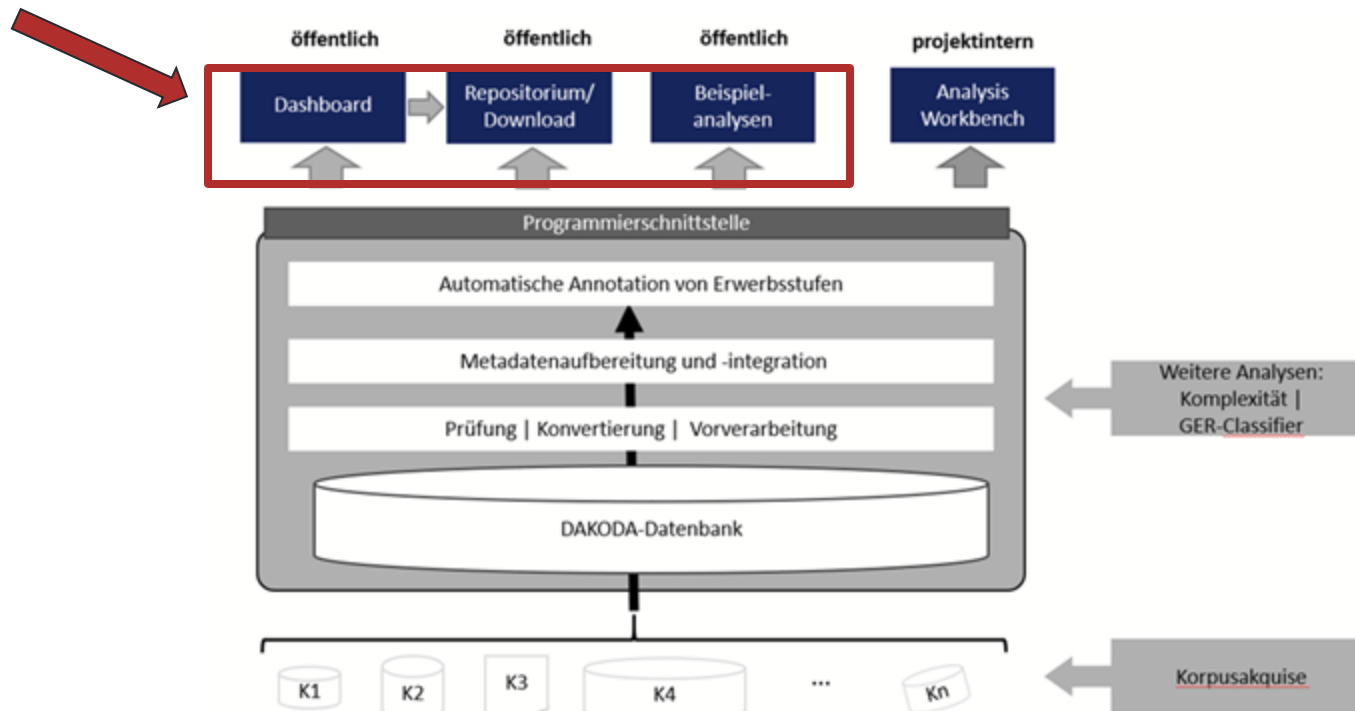 öffentlich
öffentlich
öffentlich
projektintern
Dashboard
Repositorium/
Download
Beispiel-
analysen
Analysis
Workbench
Programmierschnittstelle
Automatische Annotation von Erwerbsstufen
Metadatenaufbereitung und -integration
Prüfung | Konvertierung | Vorverarbeitung
DAKODA-Datenbank
Weitere Analysen:
Komplexität |
GER-Classifier
K1
K2
K3
K4
...
Kn
Korpusakquise